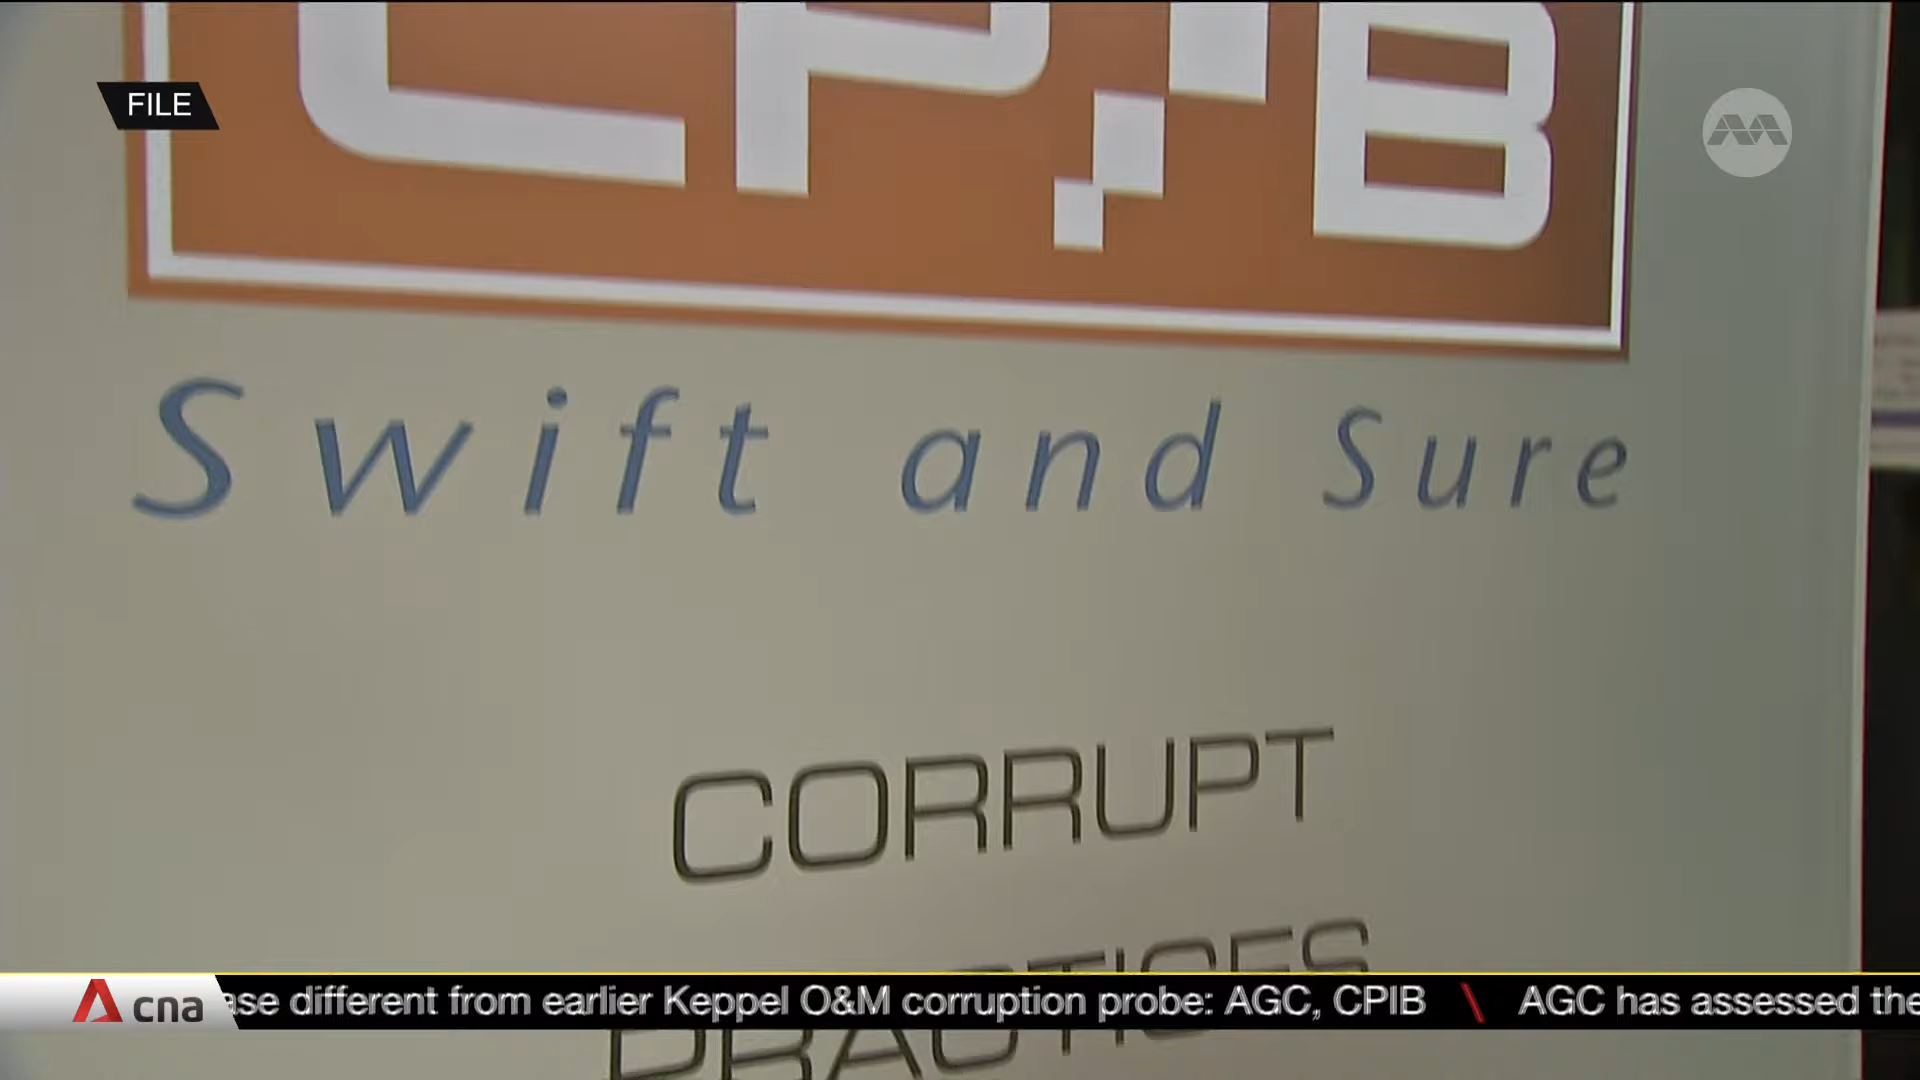 CPIB
FILE
Swift and Sure
CORRUPT
PRACTICES
cna
ase different from earlier Keppel O&M corruption probe: AGC, CPIB \ AGC has assessed the